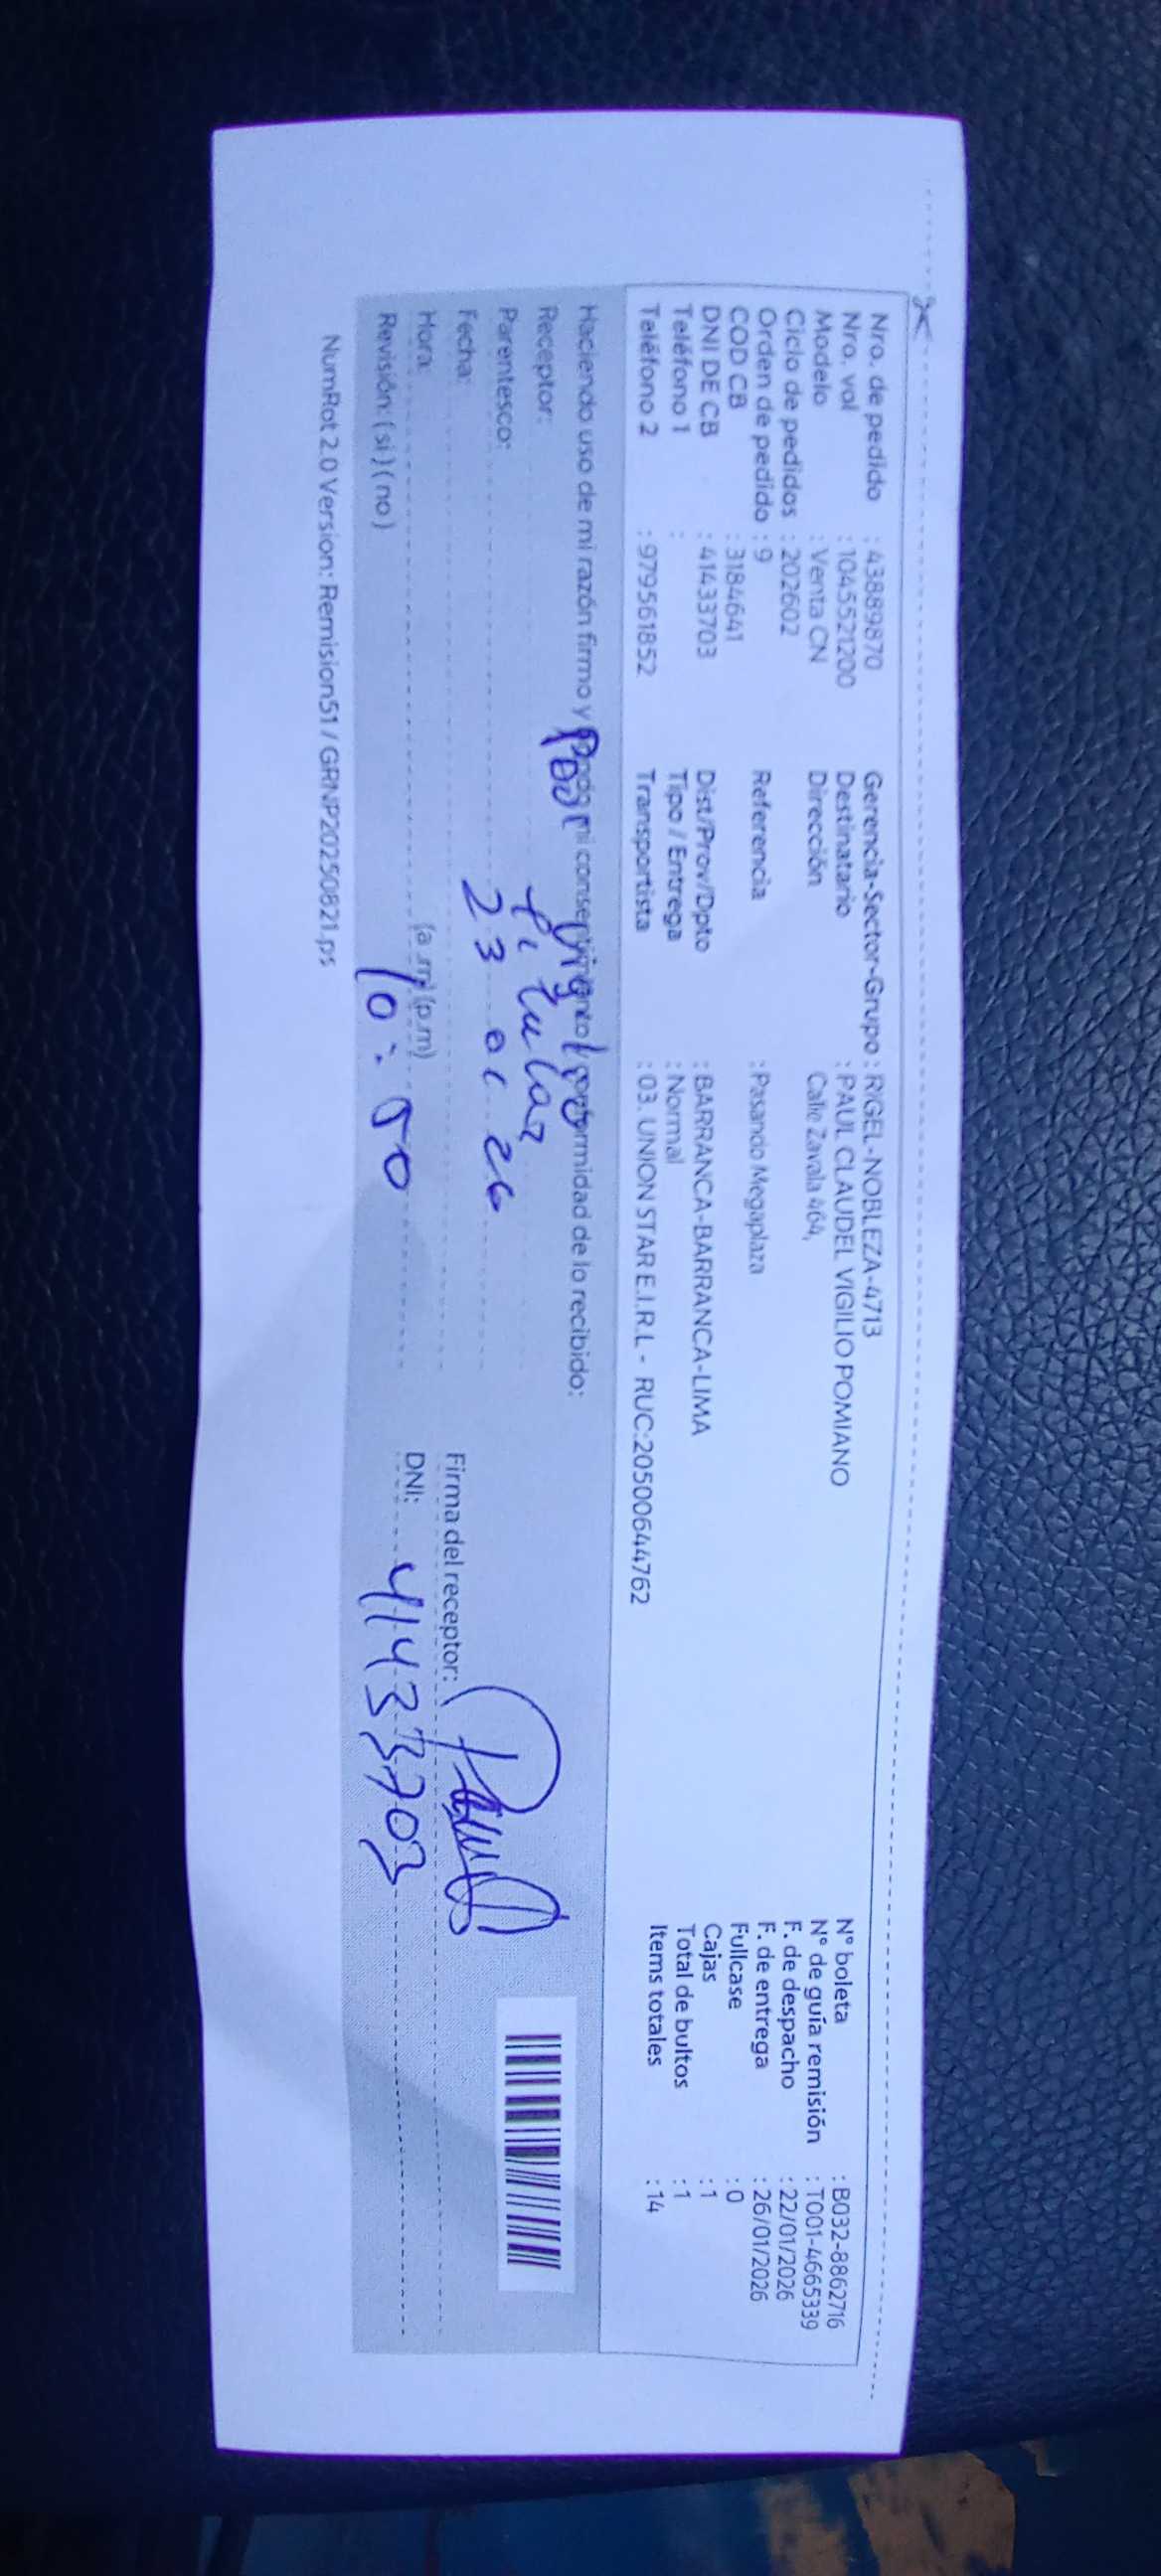 Nro. de pedido : 43889870
Nro. vol : 1045521200
Modelo : Venta CN
Ciclo de pedidos : 202602
Orden de pedido : 9
COD CB : 3184641
DNI DE CB : 41433703
Teléfono 1 :
Teléfono 2 : 979561852
Gerencia-Sector-Grupo : RIGEL-NOBLEZA-4713
Destinatario : PAUL CLAUDEL VIGILIO POMIANO
Dirección Calle Zavala 464,
Referencia : Pasando Megaplaza
Dist/Prov/Dpto : BARRANCA-BARRANCA-LIMA
Tipo / Entrega : Normal
Transportista : 03. UNION STAR E.I.R.L - RUC:20500644762
N° boleta : B032-8862716
N° de guía remisión : T001-4665339
F. de despacho : 22/01/2026
F. de entrega : 26/01/2026
Fullcase : 0
Cajas : 1
Total de bultos : 1
Items totales : 14
Haciendo uso de mi razón firmo y mi conformidad de lo recibido:
Receptor: Paul Vigilio
Parentesco: titular
Fecha: 23 01 26
Hora: (a.m) (p.m) 10:50
Revisión: (si) (no)
Firma del receptor: Paul
DNI: 41433703
NumRot 2.0 Version: Remision51 / GRNP20250821.ps